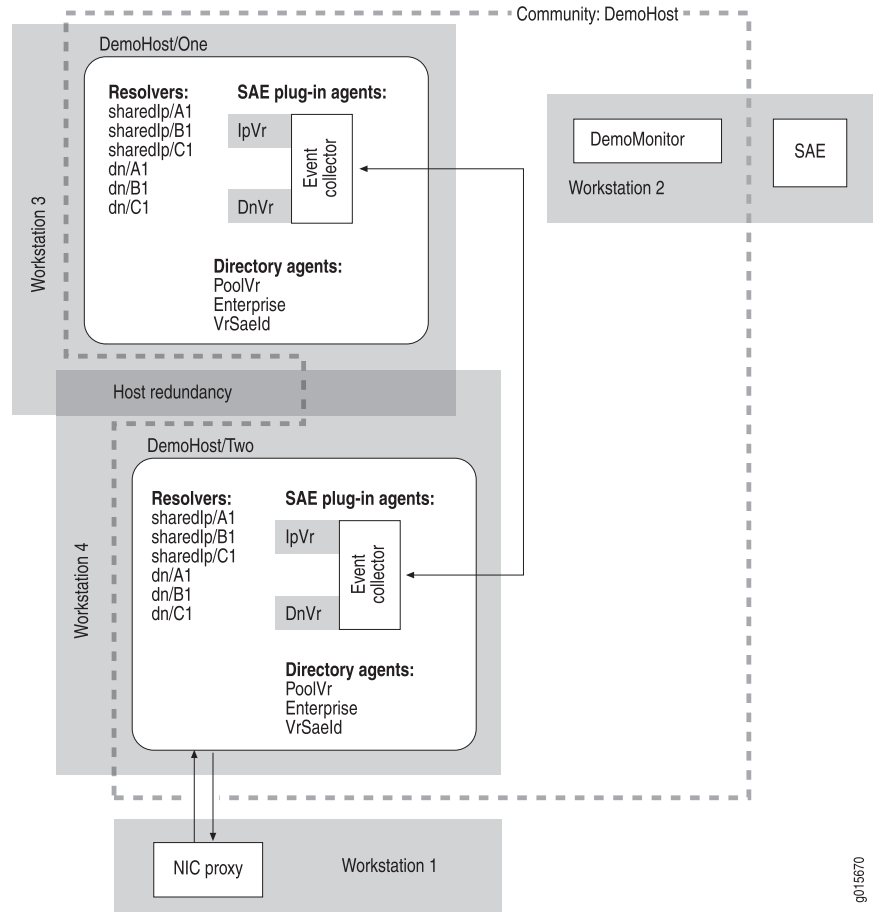 Community: DemoHost
DemoHost/One
Resolvers:
sharedIp/A1
sharedIp/B1
sharedIp/C1
dn/A1
dn/B1
dn/C1
SAE plug-in agents:
IpVr
DnVr
Event
collector
Directory agents:
PoolVr
Enterprise
VrSaeId
Workstation 3
DemoMonitor
Workstation 2
SAE
Host redundancy
DemoHost/Two
Resolvers:
sharedIp/A1
sharedIp/B1
sharedIp/C1
dn/A1
dn/B1
dn/C1
SAE plug-in agents:
IpVr
DnVr
Event
collector
Directory agents:
PoolVr
Enterprise
VrSaeId
Workstation 4
NIC proxy
Workstation 1
g015670